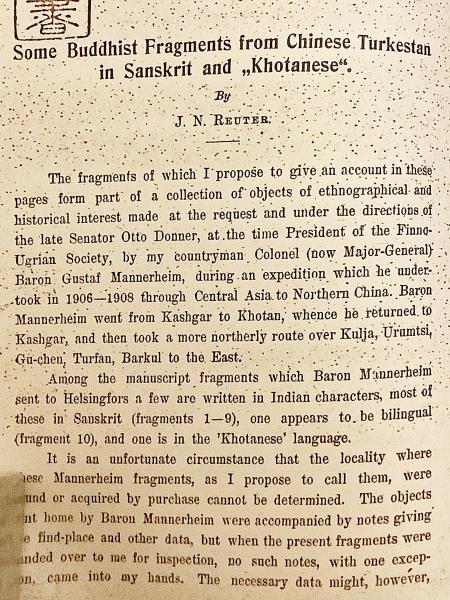 Some Buddhist Fragments from Chinese Turkestan
in Sanskrit and „Khotanese“.
By
J. N. REUTER.
The fragments of which I propose to give an account in these
pages form part of a collection of objects of ethnographical and
historical interest made at the request and under the directions of
the late Senator Otto Donner, at the time President of the Finno-
Ugrian Society, by my countryman Colonel (now Major-General)
Baron Gustaf Mannerheim, during an expedition which he under-
took in 1906—1908 through Central Asia to Northern China. Baron
Mannerheim went from Kashgar to Khotan, whence he returned to
Kashgar, and then took a more northerly route over Kulja, Urumtsi,
Gu-chen, Turfan, Barkul to the East.
Among the manuscript fragments which Baron Mannerheim
sent to Helsingfors a few are written in Indian characters, most of
these in Sanskrit (fragments 1—9), one appears to be bilingual
(fragment 10), and one is in the 'Khotanese' language.
It is an unfortunate circumstance that the locality where
hese Mannerheim fragments, as I propose to call them, were
und or acquired by purchase cannot be determined. The objects
nt home by Baron Mannerheim were accompanied by notes giving
e find-place and other data, but when the present fragments were
nded over to me for inspection, no such notes, with one excep-
on, came into my hands. The necessary data might, however,